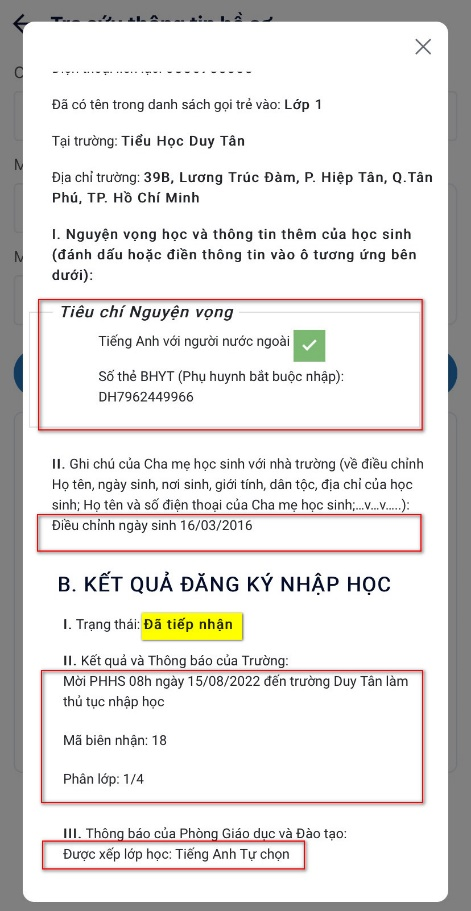 Tra cứu thông tin hồ sơ
Đã có tên trong danh sách gọi trẻ vào: Lớp 1
Tại trường: Tiểu Học Duy Tân
Địa chỉ trường: 39B, Lương Trúc Đàm, P. Hiệp Tân, Q.Tân
Phú, TP. Hồ Chí Minh
I. Nguyện vọng học và thông tin thêm của học sinh
(đánh dấu hoặc điền thông tin vào ô tương ứng bên
dưới):
Tiêu chí Nguyện vọng
Tiếng Anh với người nước ngoài
Số thẻ BHYT (Phụ huynh bắt buộc nhập):
DH7962449966
II. Ghi chú của Cha mẹ học sinh với nhà trường (về điều chỉnh
Họ tên, ngày sinh, nơi sinh, giới tính, dân tộc, địa chỉ của học
sinh; Họ tên và số điện thoại của Cha mẹ học sinh;...v...v.....):
Điều chỉnh ngày sinh 16/03/2016
B. KẾT QUẢ ĐĂNG KÝ NHẬP HỌC
I. Trạng thái: Đã tiếp nhận
II. Kết quả và Thông báo của Trường:
Mời PHHS 08h ngày 15/08/2022 đến trường Duy Tân làm
thủ tục nhập học
Mã biên nhận: 18
Phân lớp: 1/4
III. Thông báo của Phòng Giáo dục và Đào tạo:
Được xếp lớp học: Tiếng Anh Tự chọn